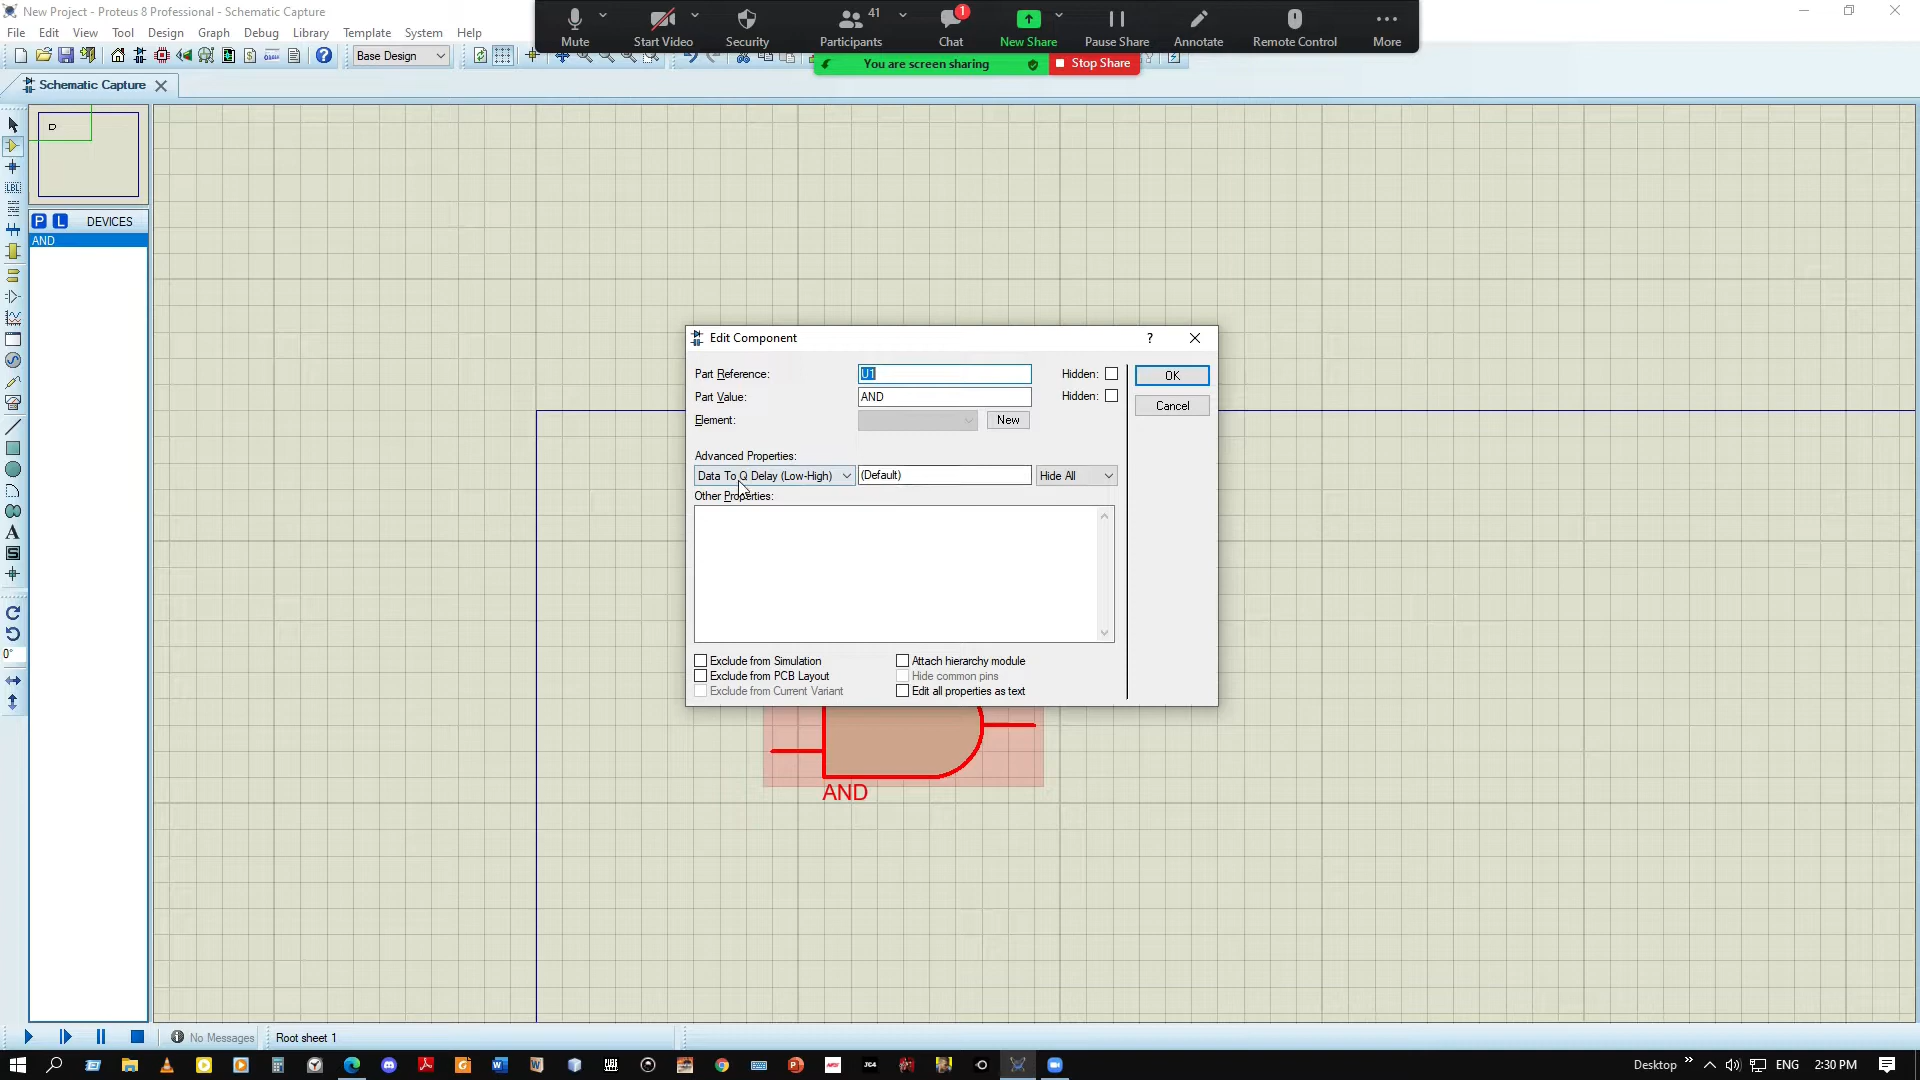 New Project - Proteus 8 Professional - Schematic Capture
File Edit View Tool Design Graph Debug Library Template System Help
Mute
Start Video
Security
41
Participants
1
Chat
New Share
Pause Share
Annotate
Remote Control
More
You are screen sharing
Stop Share
Base Design
Schematic Capture
P L DEVICES
AND
LBL
A
S
0°
Edit Component
?
Part Reference:
U1
Hidden:
OK
Part Value:
AND
Hidden:
Cancel
Element:
New
Advanced Properties:
Data To Q Delay (Low-High)
(Default)
Hide All
Other Properties:
Exclude from Simulation
Attach hierarchy module
Exclude from PCB Layout
Hide common pins
Exclude from Current Variant
Edit all properties as text
AND
No Messages
Root sheet 1
Desktop
ENG
2:30 PM